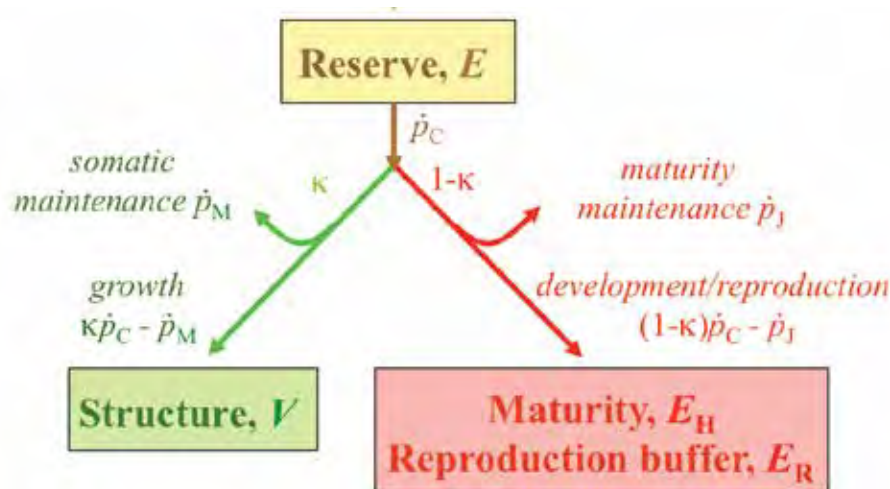 Reserve, E
ṗC
κ
1-κ
somatic
maintenance ṗM
maturity
maintenance ṗJ
growth
κṗC - ṗM
development/reproduction
(1-κ)ṗC - ṗJ
Structure, V
Maturity, EH
Reproduction buffer, ER